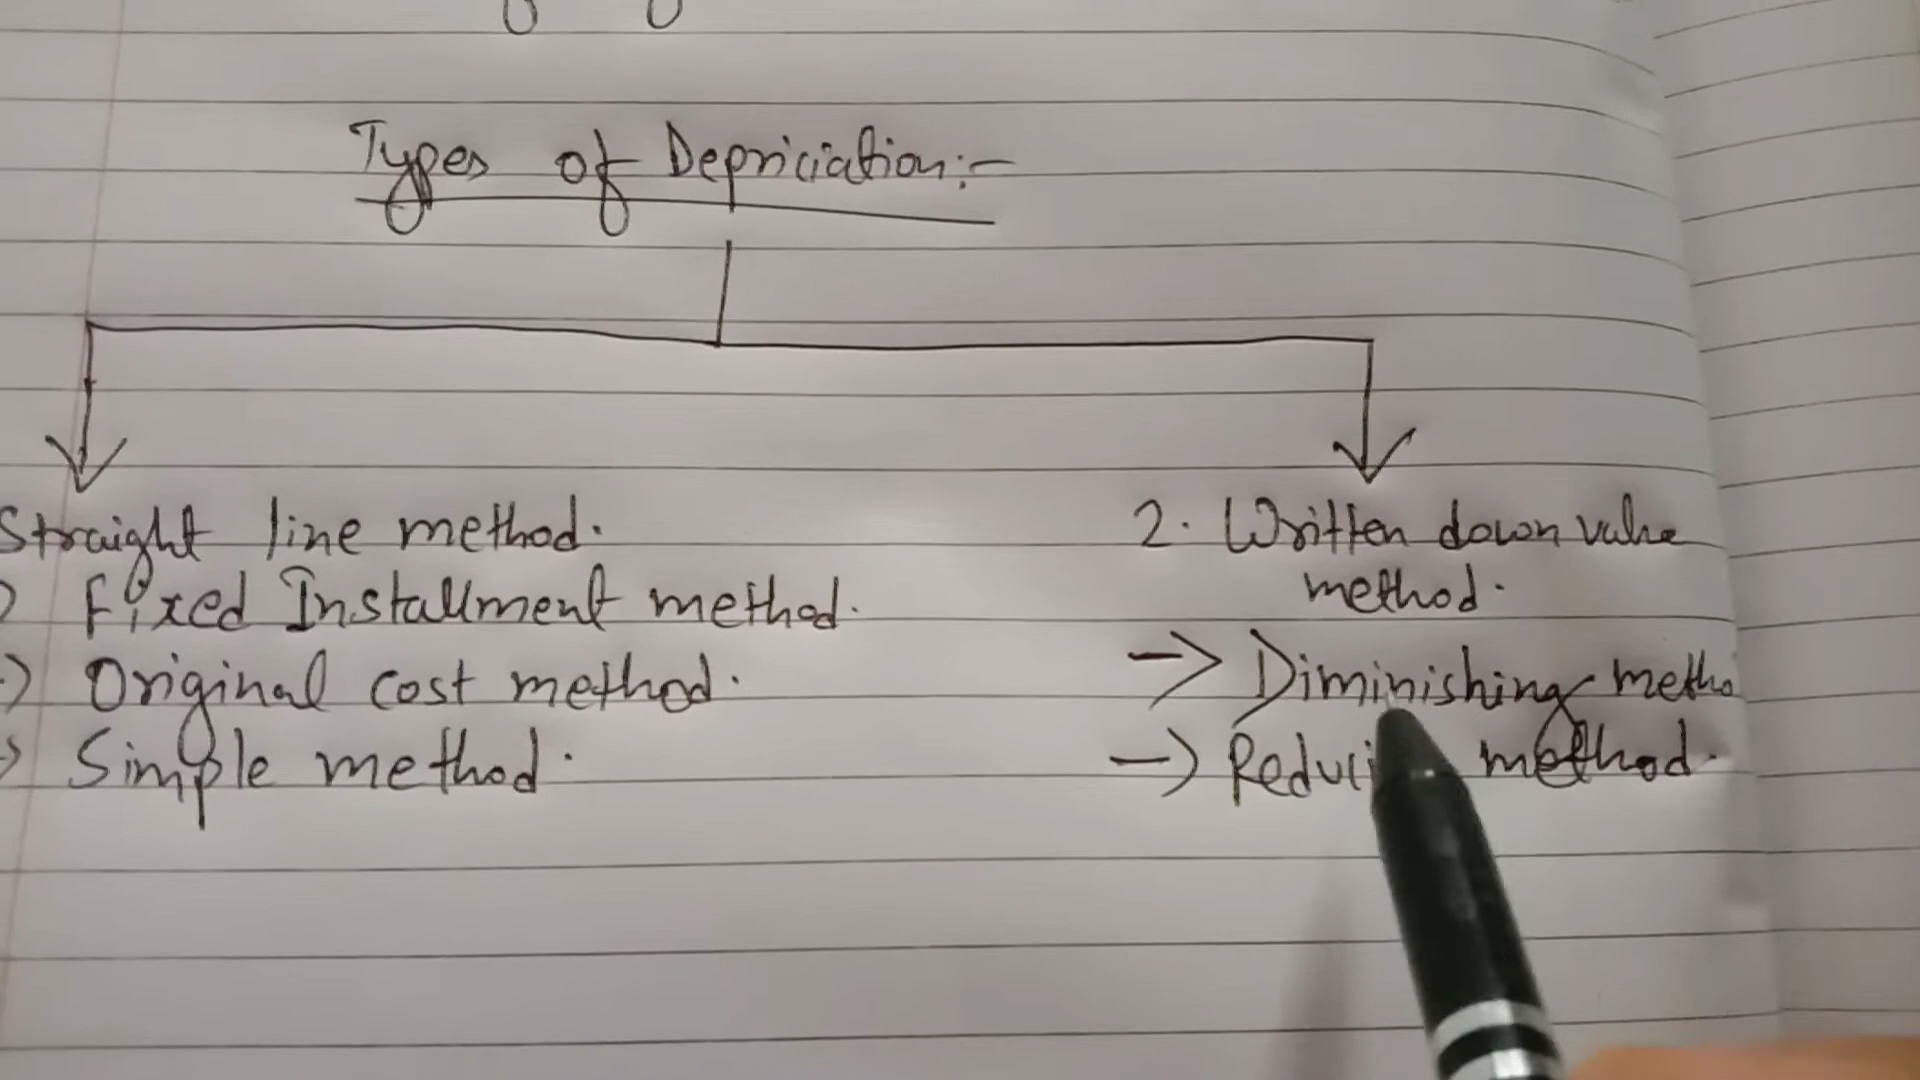 Types of Depriciation:-
Straight line method.
Fixed Installment method.
Original cost method.
Simple method.
2. Written down value
method.
-> Diminishing metho
-> method.